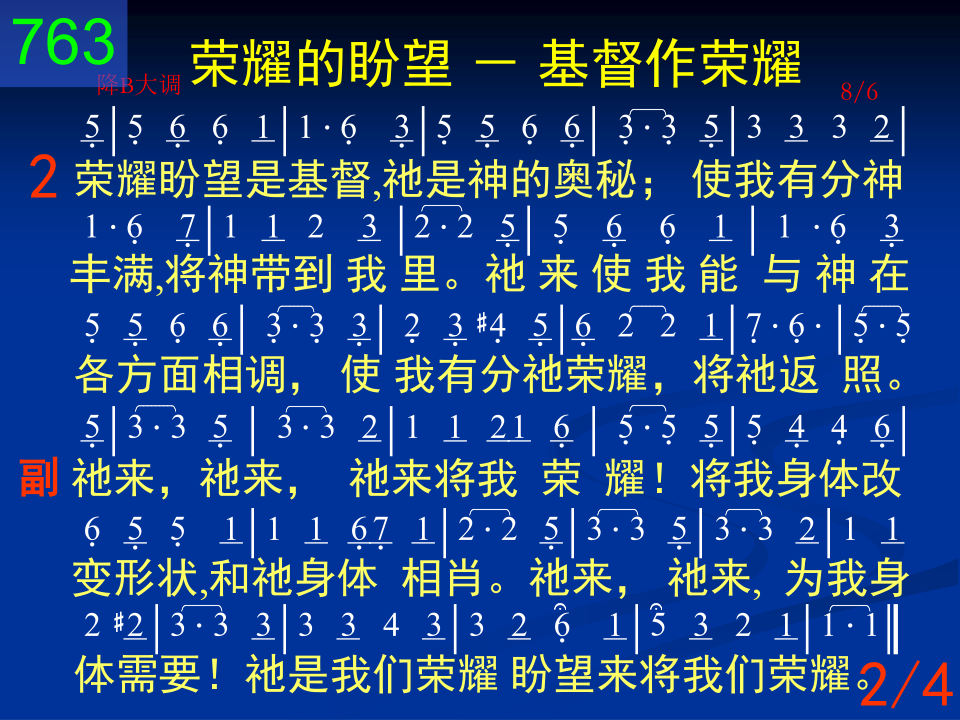 763
荣耀的盼望 － 基督作荣耀
降B大调 8/6
5 | 5 6 6 1 | 1 · 6 3 | 5 5 6 6 | 3 · 3 5 | 3 3 3 2 |
2 荣耀盼望是基督,祂是神的奥秘； 使我有分神
1 · 6 7 | 1 1 2 3 | 2 · 2 5 | 5 6 6 1 | 1 · 6 3
丰满,将神带到 我 里。祂 来 使 我 能 与 神 在
5 5 6 6 | 3 · 3 3 | 2 3 #4 5 | 6 2 2 1 | 7 · 6 · | 5 · 5
各方面相调， 使 我有分祂荣耀，将祂返 照。
5 | 3 · 3 5 | 3 · 3 2 | 1 1 21 6 | 5 · 5 5 | 5 4 4 6 |
副 祂来，祂来， 祂来将我 荣 耀！将我身体改
6 5 5 1 | 1 1 67 1 | 2 · 2 5 | 3 · 3 5 | 3 · 3 2 | 1 1
变形状,和祂身体 相肖。祂来， 祂来, 为我身
2 #2 | 3 · 3 3 | 3 3 4 3 | 3 2 6 1 | 5 3 2 1 | 1 · 1 ‖
体需要！祂是我们荣耀 盼望来将我们荣耀。
2/4